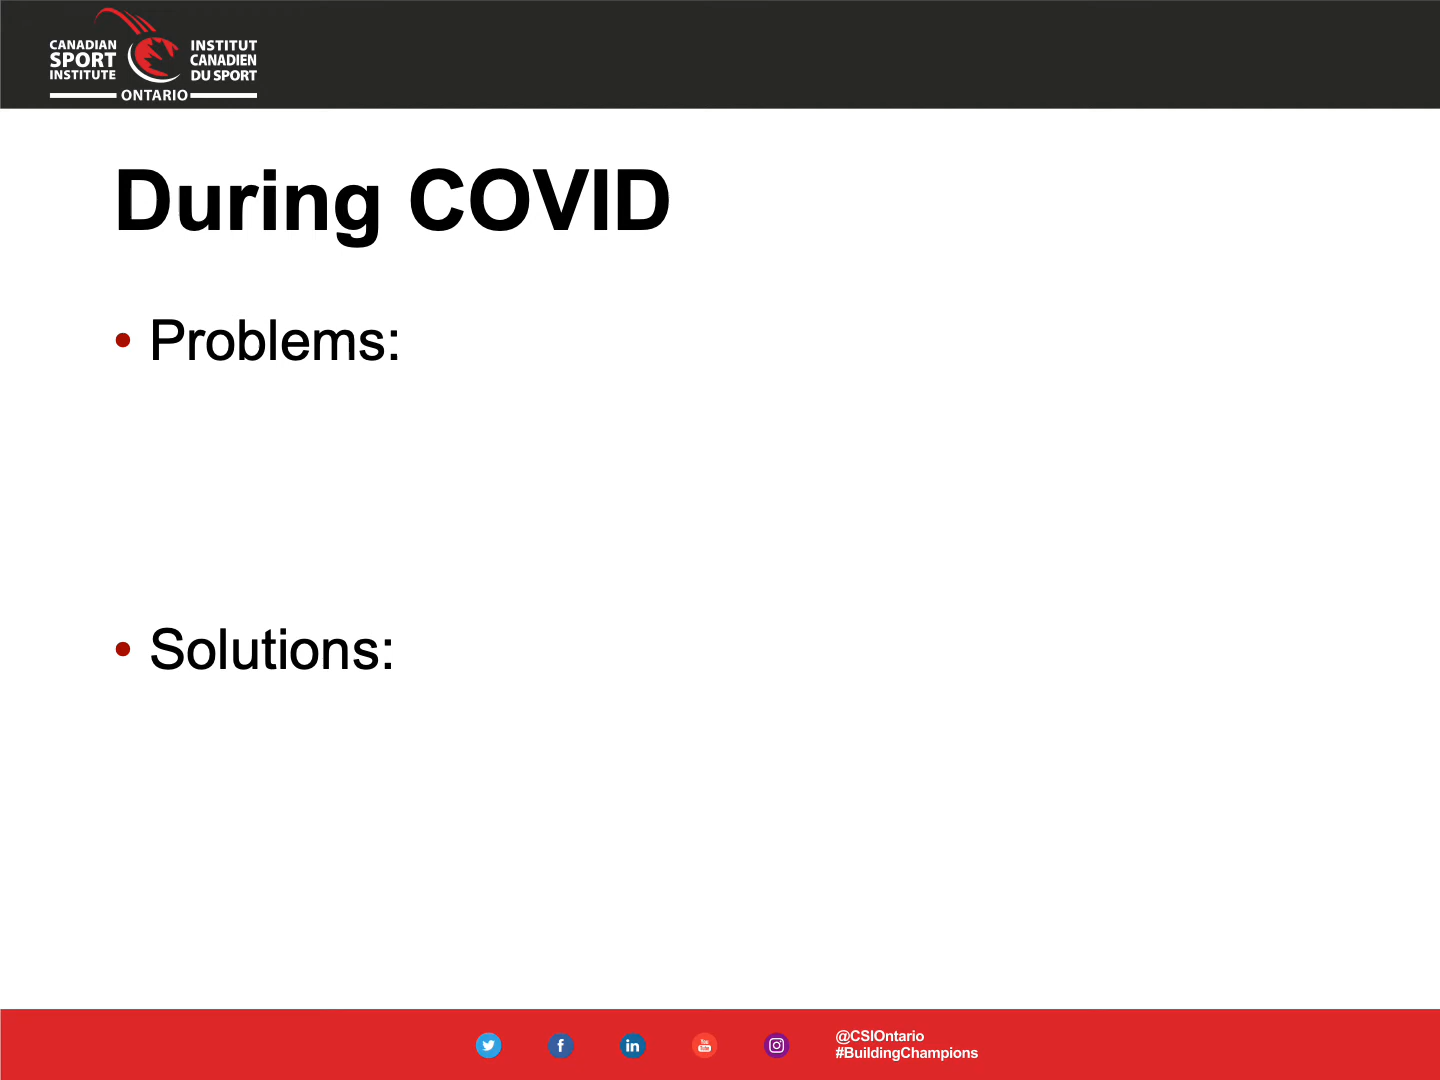 CANADIAN
SPORT
INSTITUTE
INSTITUT
CANADIEN
DU SPORT
ONTARIO
During COVID
• Problems:
• Solutions:
@CSIOntario
#BuildingChampions